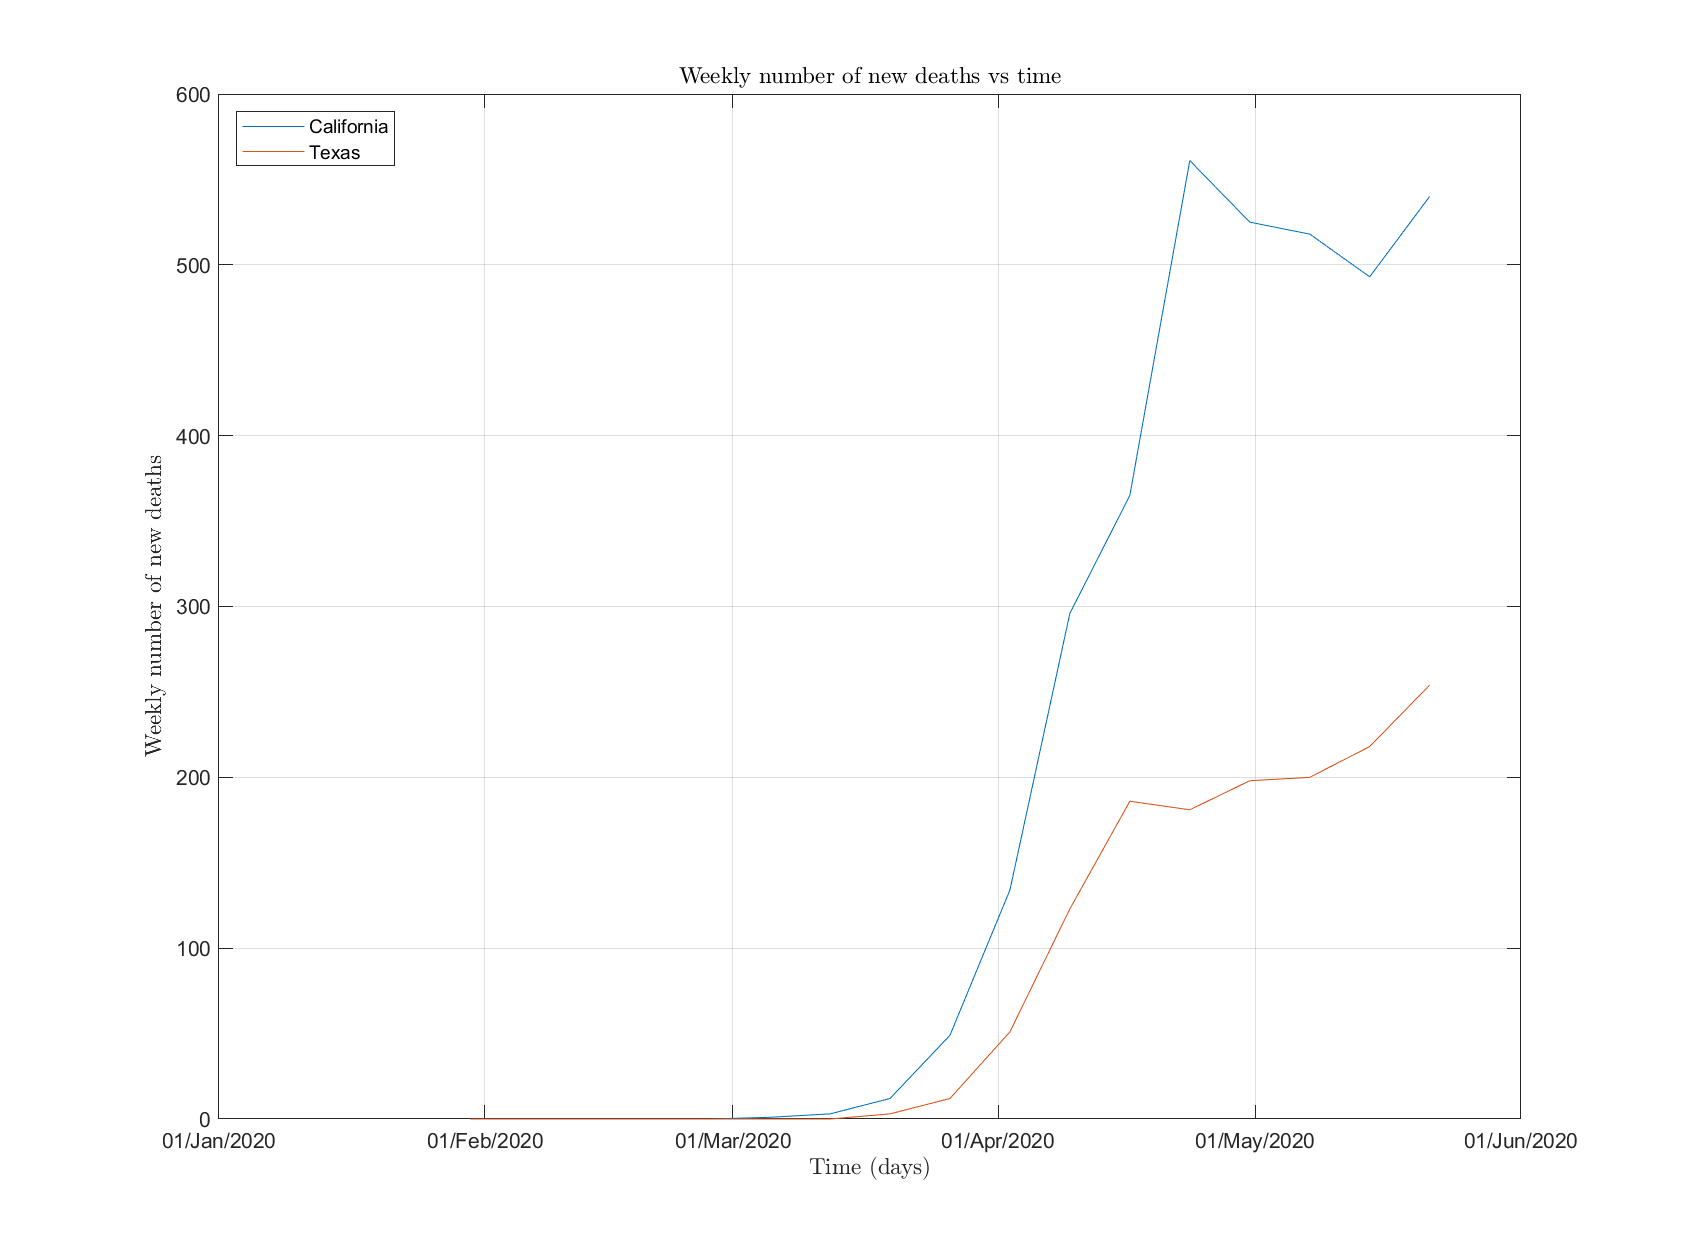 Weekly number of new deaths vs time
600
California
Texas
500
400
300
200
100
0
Weekly number of new deaths
01/Jan/2020 01/Feb/2020 01/Mar/2020 01/Apr/2020 01/May/2020 01/Jun/2020
Time (days)